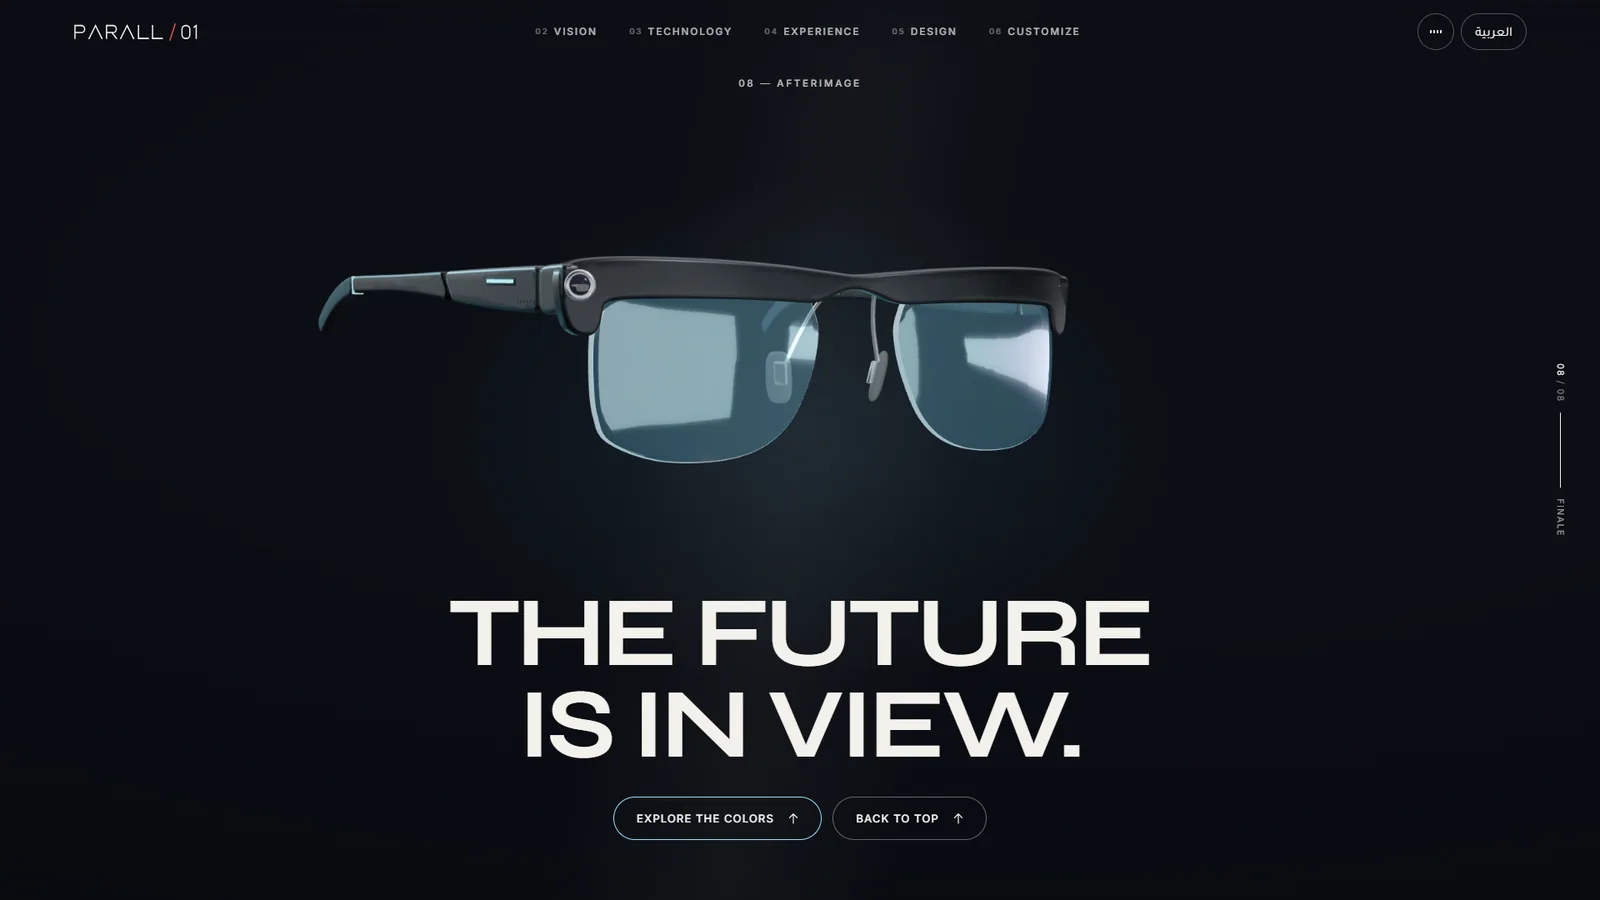 PARALL / 01
02 VISION
03 TECHNOLOGY
04 EXPERIENCE
05 DESIGN
06 CUSTOMIZE
العربية
08 — AFTERIMAGE
08 / 08
FINALE
THE FUTURE
IS IN VIEW.
EXPLORE THE COLORS ↑
BACK TO TOP ↑